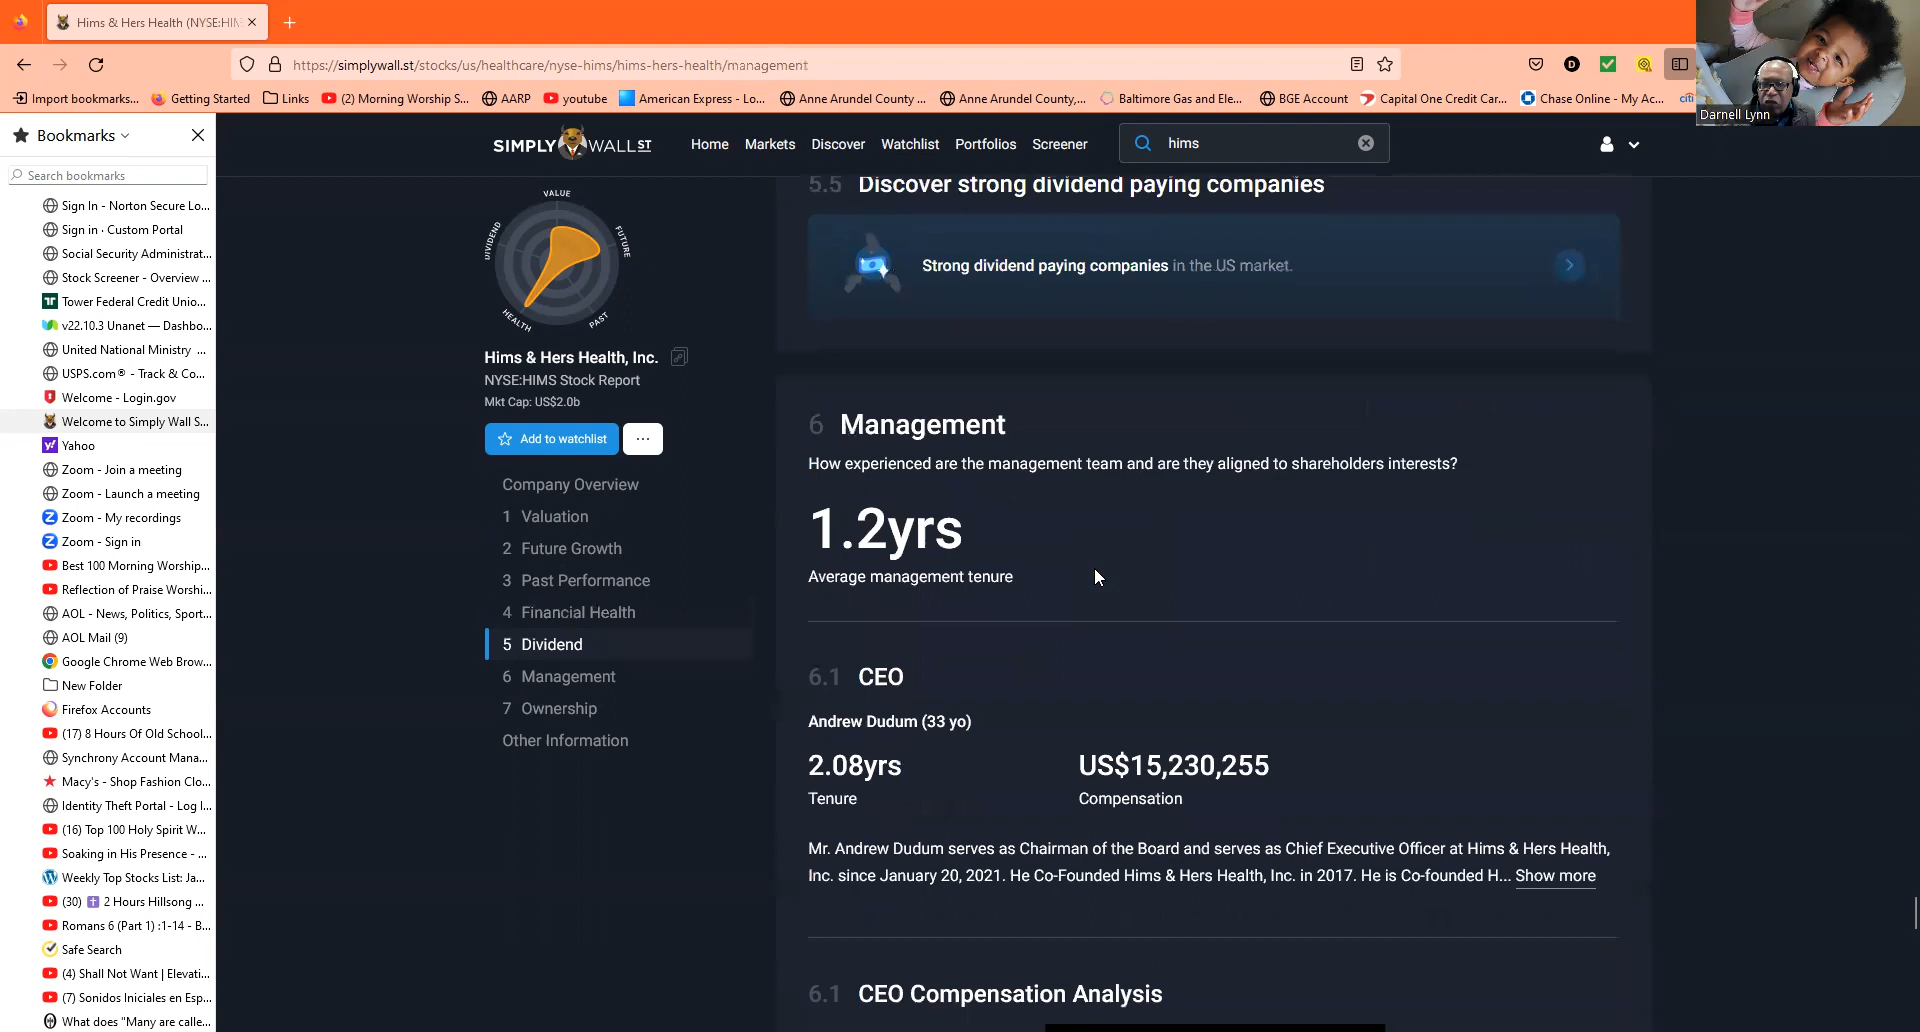 Hims & Hers Health (NYSE:HIM
https://simplywall.st/stocks/us/healthcare/nyse-hims/hims-hers-health/management
Import bookmarks...
Getting Started
Links
(2) Morning Worship S...
AARP
youtube
American Express - Lo...
Anne Arundel County ...
Anne Arundel County,...
Baltimore Gas and Ele...
BGE Account
Capital One Credit Car...
Chase Online - My Ac...
citi
Darnell Lynn
Bookmarks
Search bookmarks
Sign In - Norton Secure Lo...
Sign in · Custom Portal
Social Security Administrat...
Stock Screener - Overview ...
Tower Federal Credit Unio...
v22.10.3 Unanet — Dashbo...
United National Ministry ...
USPS.com® - Track & Co...
Welcome - Login.gov
Welcome to Simply Wall S...
Yahoo
Zoom - Join a meeting
Zoom - Launch a meeting
Zoom - My recordings
Zoom - Sign in
Best 100 Morning Worship...
Reflection of Praise Worshi...
AOL - News, Politics, Sport...
AOL Mail (9)
Google Chrome Web Brow...
New Folder
Firefox Accounts
(17) 8 Hours Of Old School...
Synchrony Account Mana...
Macy's - Shop Fashion Clo...
Identity Theft Portal - Log I...
(16) Top 100 Holy Spirit W...
Soaking in His Presence - ...
Weekly Top Stocks List: Ja...
(30) ✝ 2 Hours Hillsong ...
Romans 6 (Part 1) :1-14 - B...
Safe Search
(4) Shall Not Want | Elevati...
(7) Sonidos Iniciales en Esp...
What does "Many are calle...
SIMPLY WALL ST
Home
Markets
Discover
Watchlist
Portfolios
Screener
hims
VALUE
FUTURE
PAST
HEALTH
DIVIDEND
Hims & Hers Health, Inc.
NYSE:HIMS Stock Report
Mkt Cap: US$2.0b
Add to watchlist
...
Company Overview
1 Valuation
2 Future Growth
3 Past Performance
4 Financial Health
5 Dividend
6 Management
7 Ownership
Other Information
5.5 Discover strong dividend paying companies
Strong dividend paying companies in the US market.
6 Management
How experienced are the management team and are they aligned to shareholders interests?
1.2yrs
Average management tenure
6.1 CEO
Andrew Dudum (33 yo)
2.08yrs
Tenure
US$15,230,255
Compensation
Mr. Andrew Dudum serves as Chairman of the Board and serves as Chief Executive Officer at Hims & Hers Health,
Inc. since January 20, 2021. He Co-Founded Hims & Hers Health, Inc. in 2017. He is Co-founded H... Show more
6.1 CEO Compensation Analysis